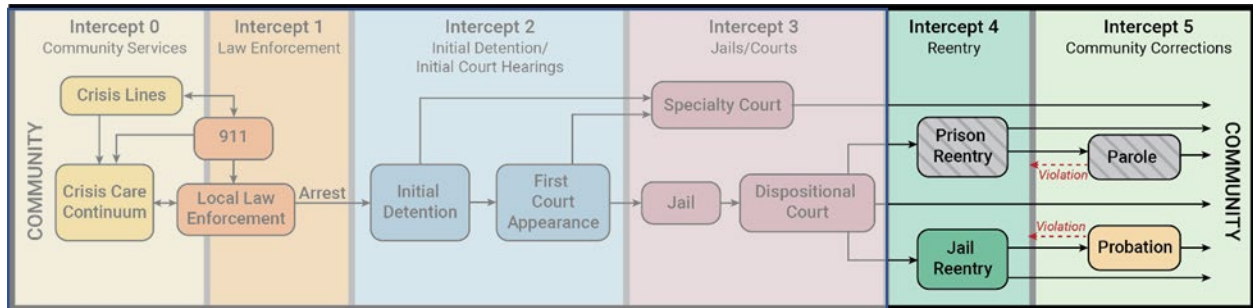 Intercept 0
Community Services
Intercept 1
Law Enforcement
Intercept 2
Initial Detention/
Initial Court Hearings
Intercept 3
Jails/Courts
Intercept 4
Reentry
Intercept 5
Community Corrections
COMMUNITY
Crisis Lines
911
Crisis Care
Continuum
Local Law
Enforcement
Arrest
Initial
Detention
First
Court
Appearance
Specialty Court
Jail
Dispositional
Court
Prison
Reentry
Violation
Parole
Jail
Reentry
Violation
Probation
COMMUNITY